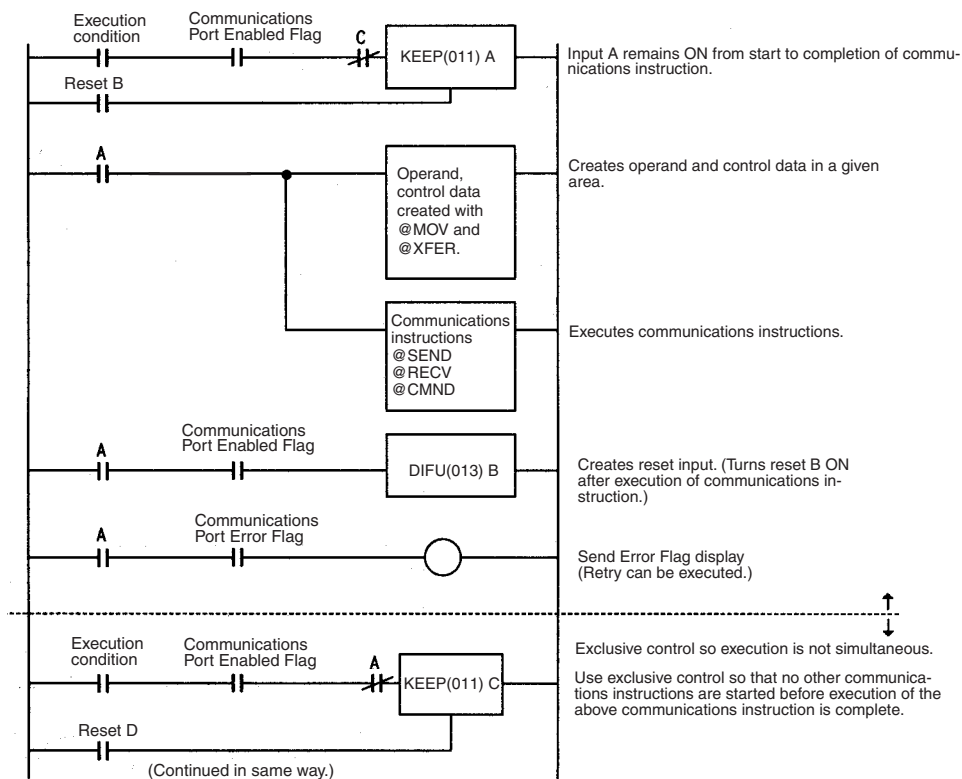 Execution
condition
Communications
Port Enabled Flag
C
KEEP(011) A
Input A remains ON from start to completion of commu-
nications instruction.
Reset B
A
Operand,
control data
created with
@MOV and
@XFER.
Creates operand and control data in a given
area.
Communications
instructions
@SEND
@RECV
@CMND
Executes communications instructions.
A
Communications
Port Enabled Flag
DIFU(013) B
Creates reset input. (Turns reset B ON
after execution of communications in-
struction.)
A
Communications
Port Error Flag
Send Error Flag display
(Retry can be executed.)
Execution
condition
Communications
Port Enabled Flag
A
KEEP(011) C
Exclusive control so execution is not simultaneous.
Use exclusive control so that no other communica-
tions instructions are started before execution of the
above communications instruction is complete.
Reset D
(Continued in same way.)